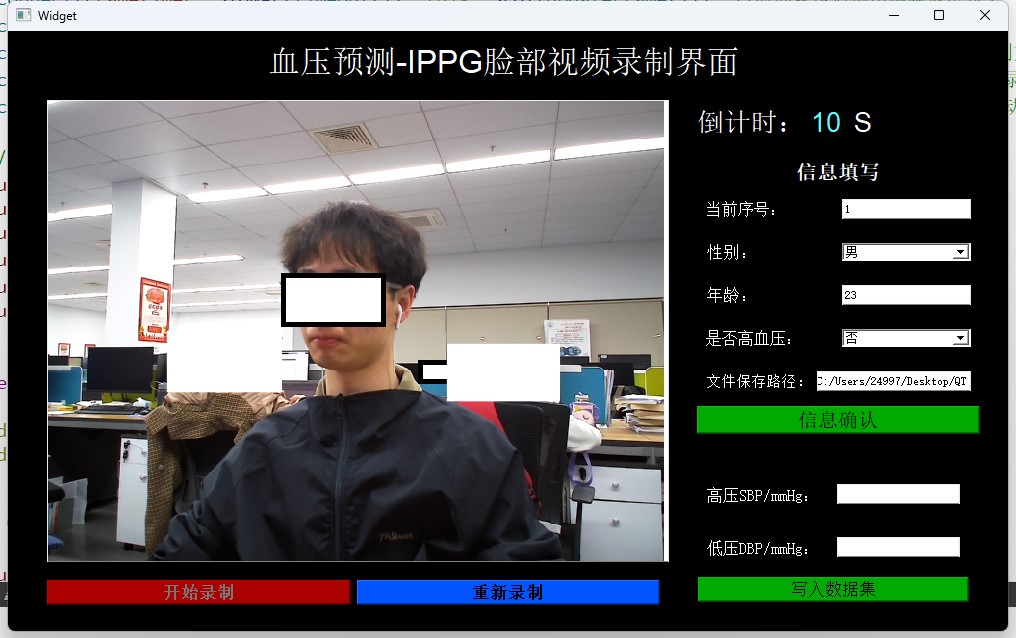 Widget
血压预测-IPPG脸部视频录制界面
倒计时： 10 S
信息填写
当前序号： 1
性别： 男
年龄： 23
是否高血压： 否
文件保存路径： C:/Users/24997/Desktop/QT
信息确认
高压SBP/mmHg：
低压DBP/mmHg：
开始录制
重新录制
写入数据集